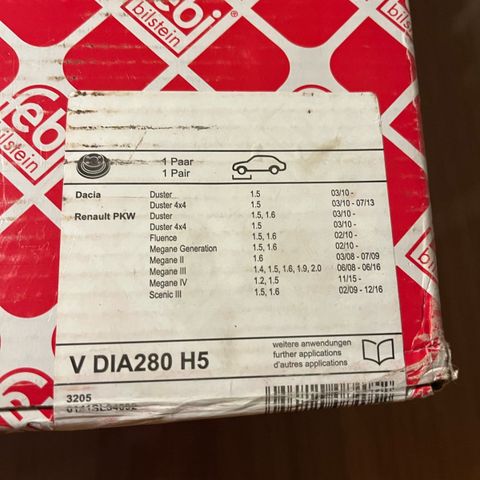 febi
bilstein
febi
bilstein
febi
bilstein
1 Paar
1 Pair
Dacia Duster 1.5 03/10 -
Duster 4x4 1.5 03/10 - 07/13
Renault PKW Duster 1.5, 1.6 03/10 -
Duster 4x4 1.5 03/10 -
Fluence 1.5, 1.6 02/10 -
Megane Generation 1.5, 1.6 02/10 -
Megane II 1.6 03/08 - 07/09
Megane III 1.4, 1.5, 1.6, 1.9, 2.0 06/08 - 06/16
Megane IV 1.2, 1.5 11/15 -
Scenic III 1.5, 1.6 02/09 - 12/16
V DIA280 H5
weitere anwendungen
further applications
d'autres applications
3205